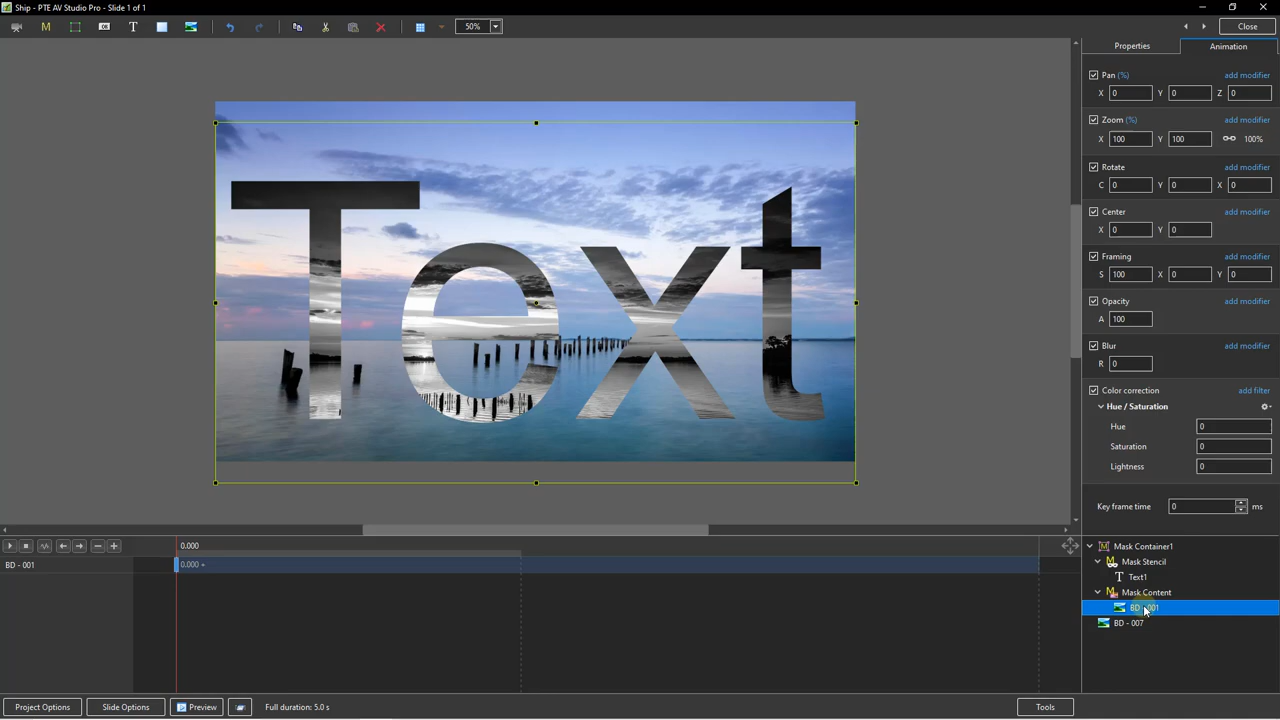 Ship - PTE AV Studio Pro - Slide 1 of 1
M
OK
T
50%
Close
Properties
Animation
Pan (%)
add modifier
X 0 Y 0 Z 0
Zoom (%)
add modifier
X 100 Y 100 100%
Rotate
add modifier
C 0 Y 0 X 0
Center
add modifier
X 0 Y 0
Framing
add modifier
S 100 X 0 Y 0
Opacity
add modifier
A 100
Blur
add modifier
R 0
Color correction
add filter
Hue / Saturation
Hue 0
Saturation 0
Lightness 0
Key frame time 0 ms
Text
0.000
BD - 001
0.000 +
Mask Container1
Mask Stencil
Text1
Mask Content
BD - 001
BD - 007
Project Options
Slide Options
Preview
Full duration: 5.0 s
Tools